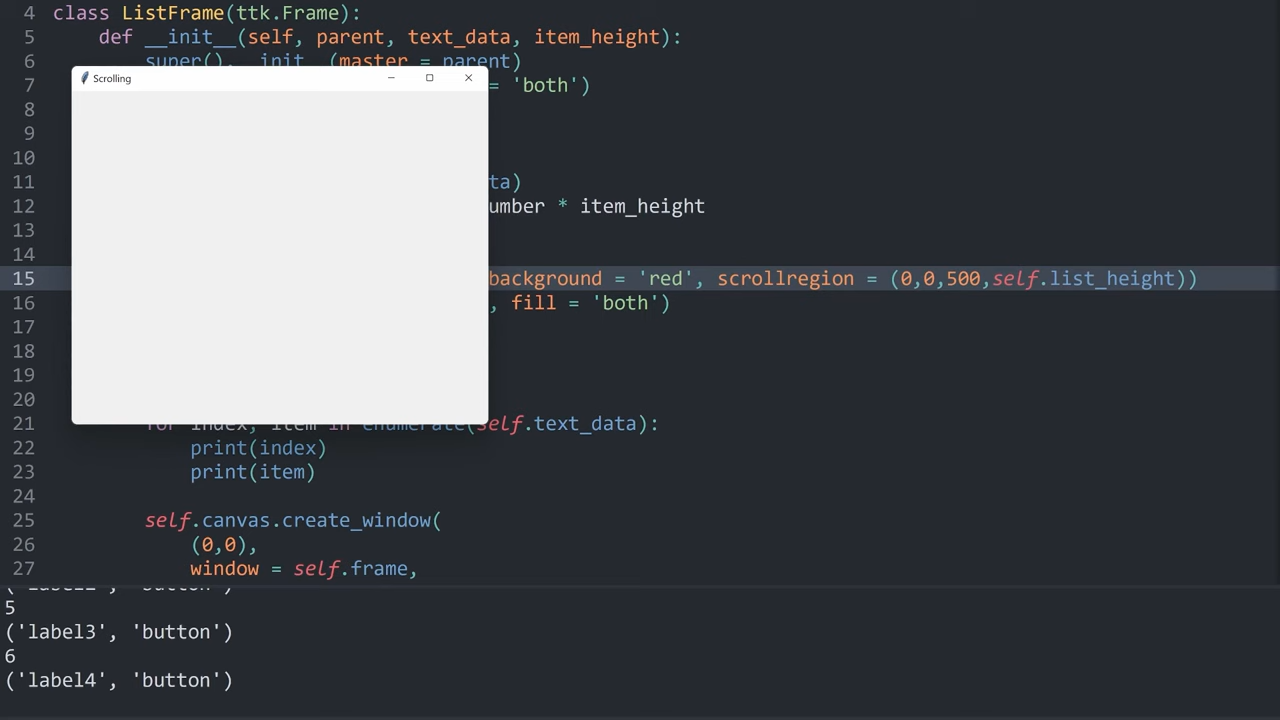 4 class ListFrame(ttk.Frame):
5 def __init__(self, parent, text_data, item_height):
6 super().__init__(master = parent)
Scrolling
7 = 'both')
8
9
10
11 ta)
12 umber * item_height
13
14
15 background = 'red', scrollregion = (0,0,500,self.list_height))
16 , fill = 'both')
17
18
19
20
21 for index, item in enumerate(self.text_data):
22 print(index)
23 print(item)
24
25 self.canvas.create_window(
26 (0,0),
27 window = self.frame,
5
('label3', 'button')
6
('label4', 'button')